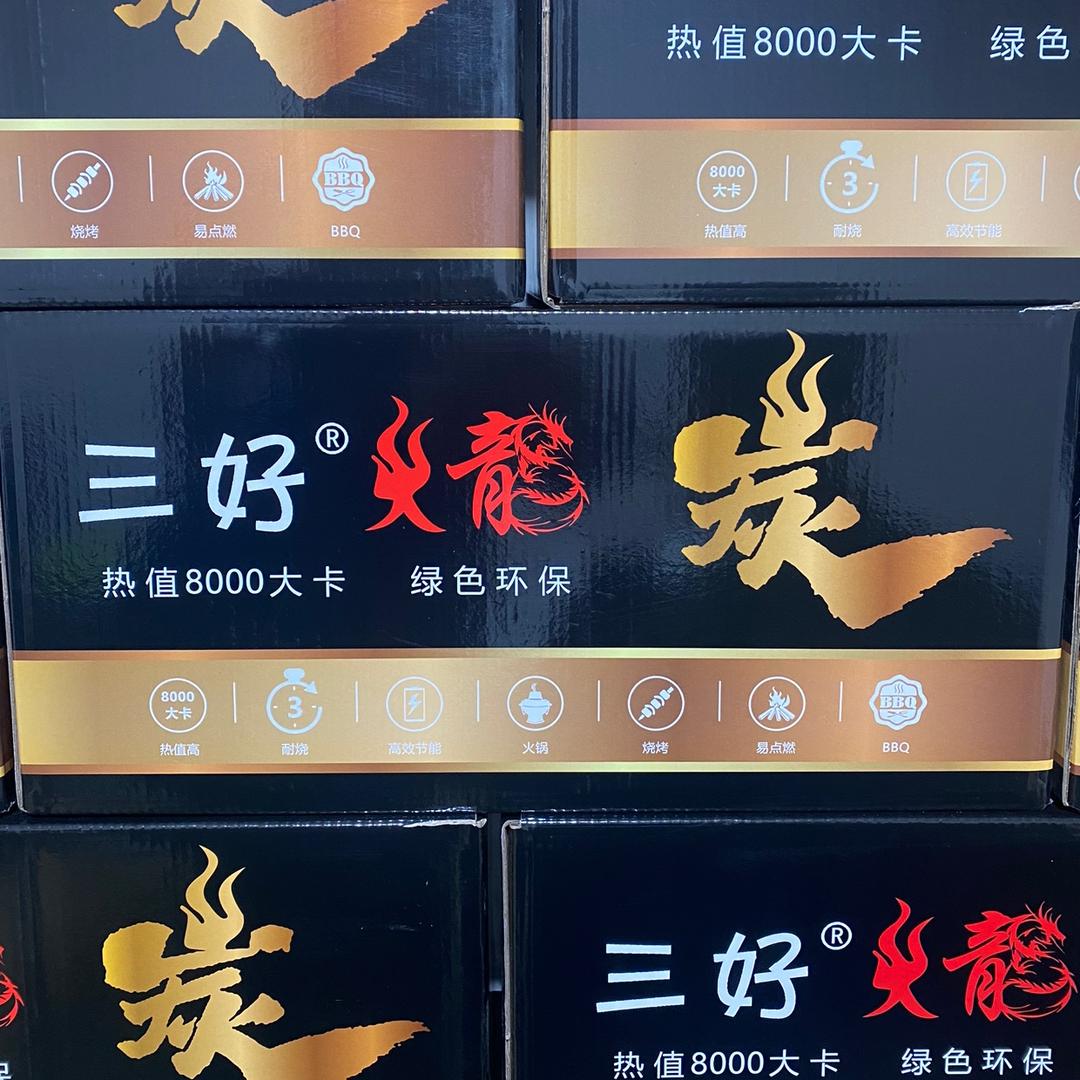 热值8000大卡 绿色
烧烤 易点燃 BBQ
BBQ
8000
大卡
3
热值高 耐烧 高效节能
三好® 火龍 炭
热值8000大卡 绿色环保
8000
大卡
3
BBQ
热值高 耐烧 高效节能 火锅 烧烤 易点燃 BBQ
炭
三好® 火龍
热值8000大卡 绿色环保